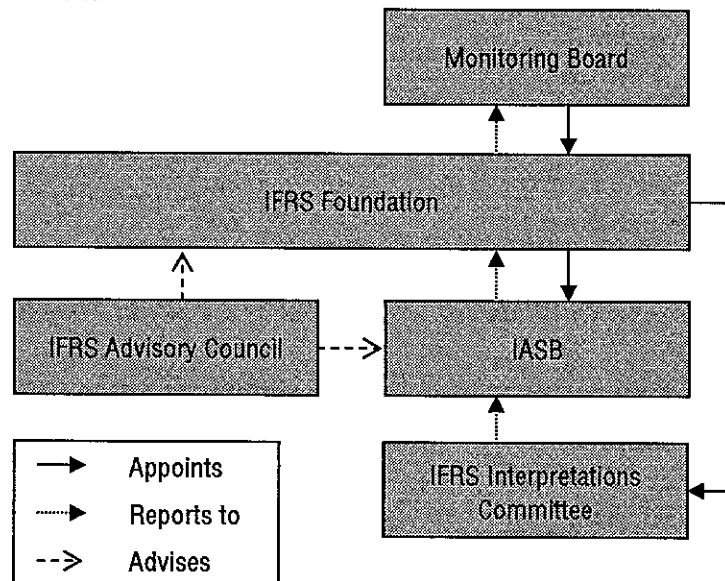 Monitoring Board
IFRS Foundation
IFRS Advisory Council
IASB
IFRS Interpretations
Committee
Appoints
Reports to
Advises